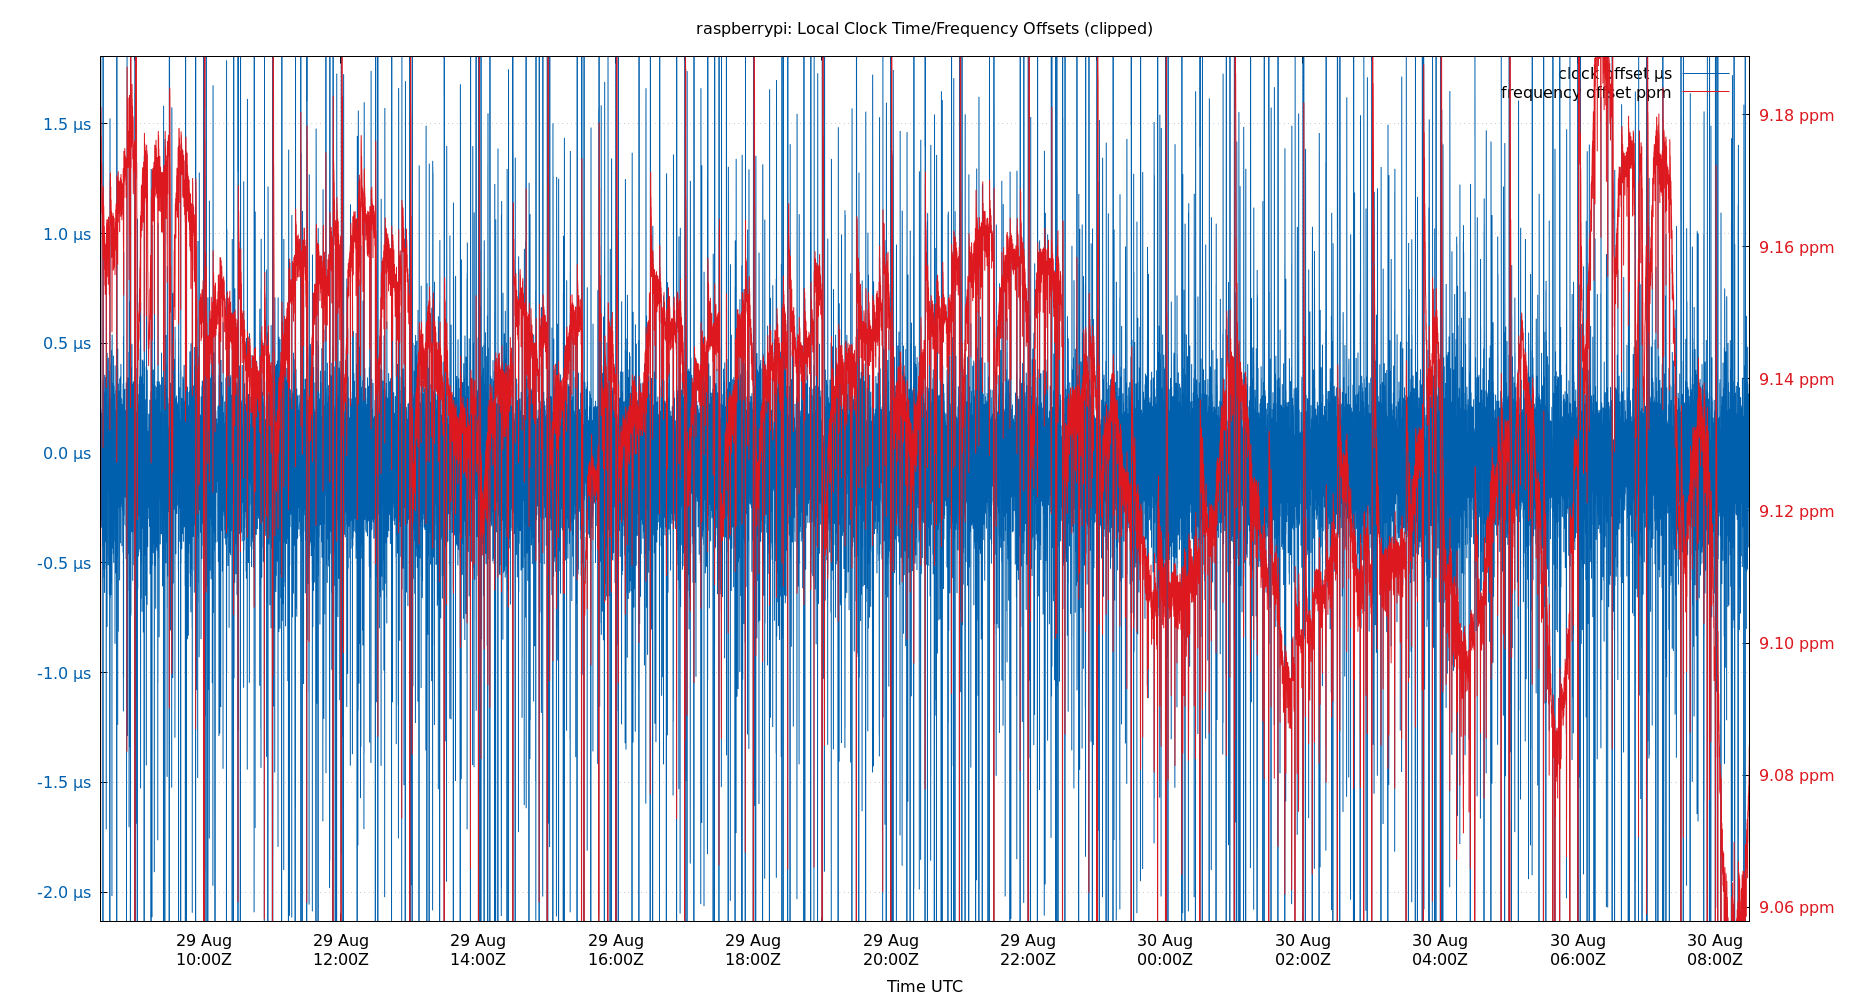 raspberrypi: Local Clock Time/Frequency Offsets (clipped)
clock offset µs
frequency offset ppm
1.5 µs
1.0 µs
0.5 µs
0.0 µs
-0.5 µs
-1.0 µs
-1.5 µs
-2.0 µs
9.18 ppm
9.16 ppm
9.14 ppm
9.12 ppm
9.10 ppm
9.08 ppm
9.06 ppm
29 Aug 29 Aug 29 Aug 29 Aug 29 Aug 29 Aug 29 Aug 30 Aug 30 Aug 30 Aug 30 Aug 30 Aug
10:00Z 12:00Z 14:00Z 16:00Z 18:00Z 20:00Z 22:00Z 00:00Z 02:00Z 04:00Z 06:00Z 08:00Z
Time UTC